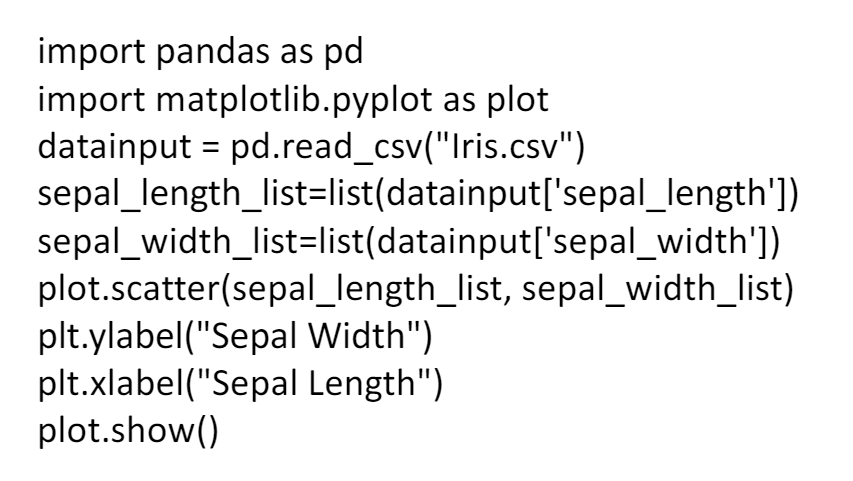 import pandas as pd
import matplotlib.pyplot as plot
datainput = pd.read_csv("Iris.csv")
sepal_length_list=list(datainput['sepal_length'])
sepal_width_list=list(datainput['sepal_width'])
plot.scatter(sepal_length_list, sepal_width_list)
plt.ylabel("Sepal Width")
plt.xlabel("Sepal Length")
plot.show()